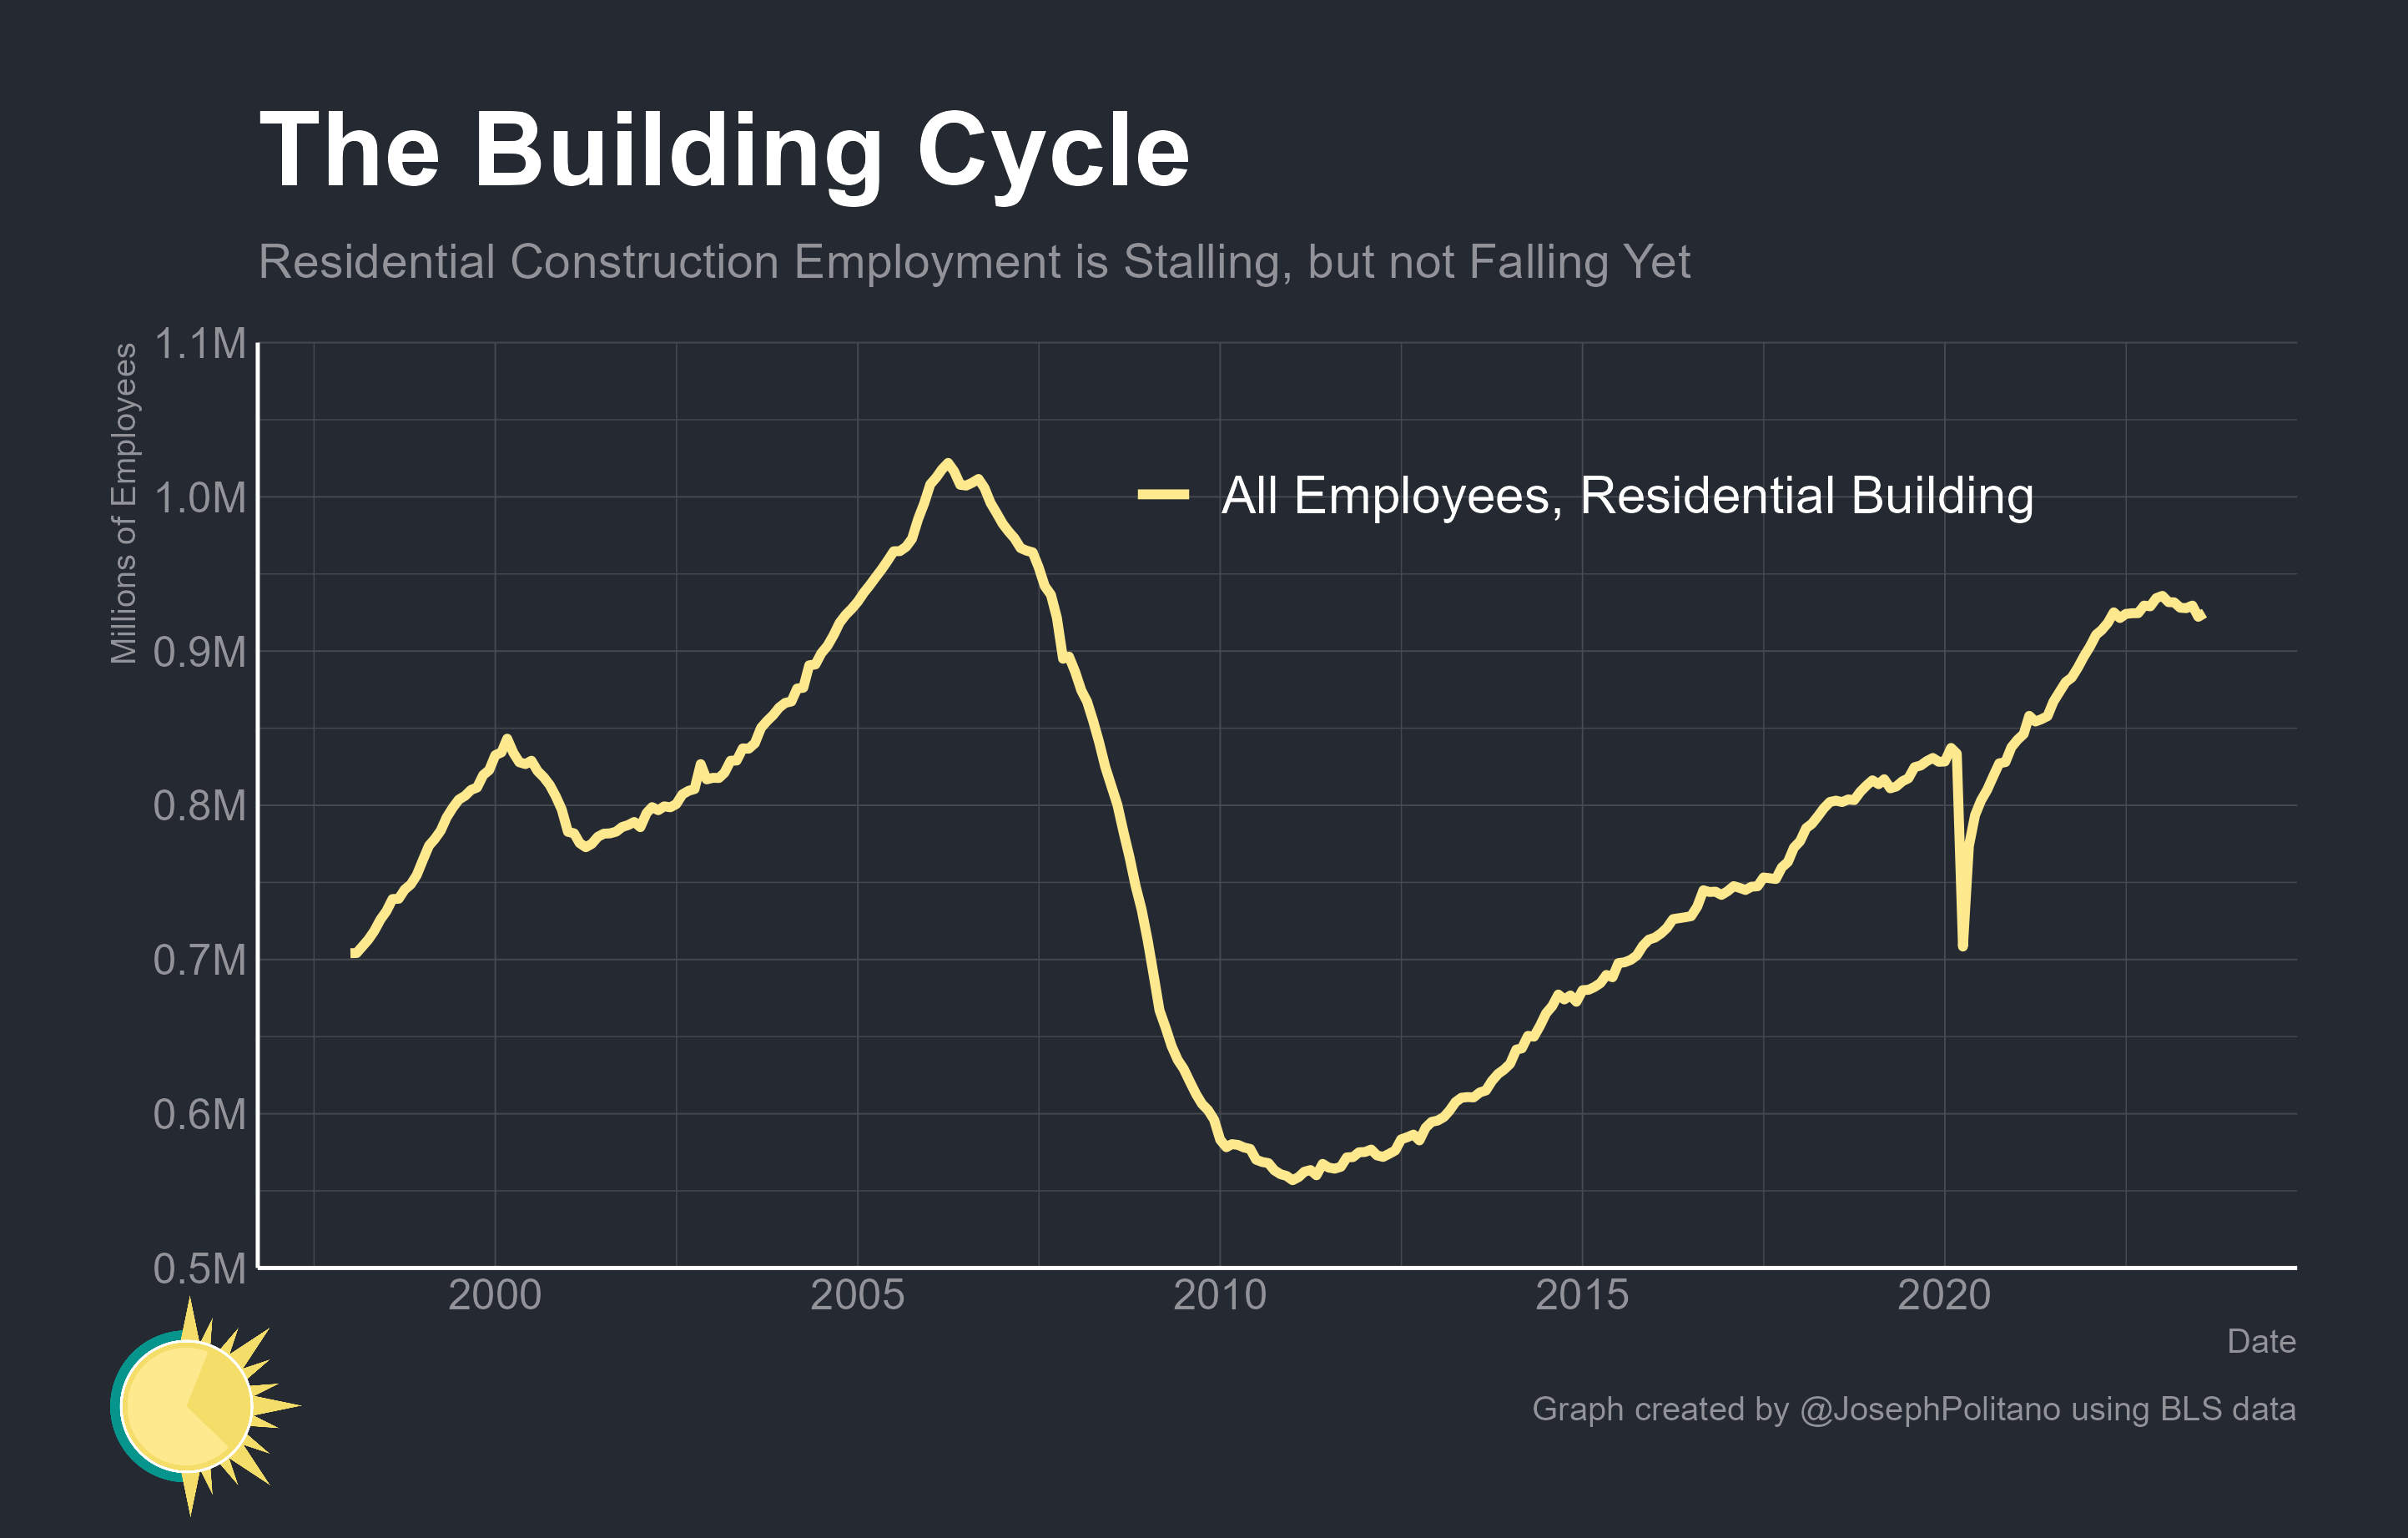 The Building Cycle
Residential Construction Employment is Stalling, but not Falling Yet
Millions of Employees
1.1M
1.0M
0.9M
0.8M
0.7M
0.6M
0.5M
All Employees, Residential Building
2000
2005
2010
2015
2020
Date
Graph created by @JosephPolitano using BLS data